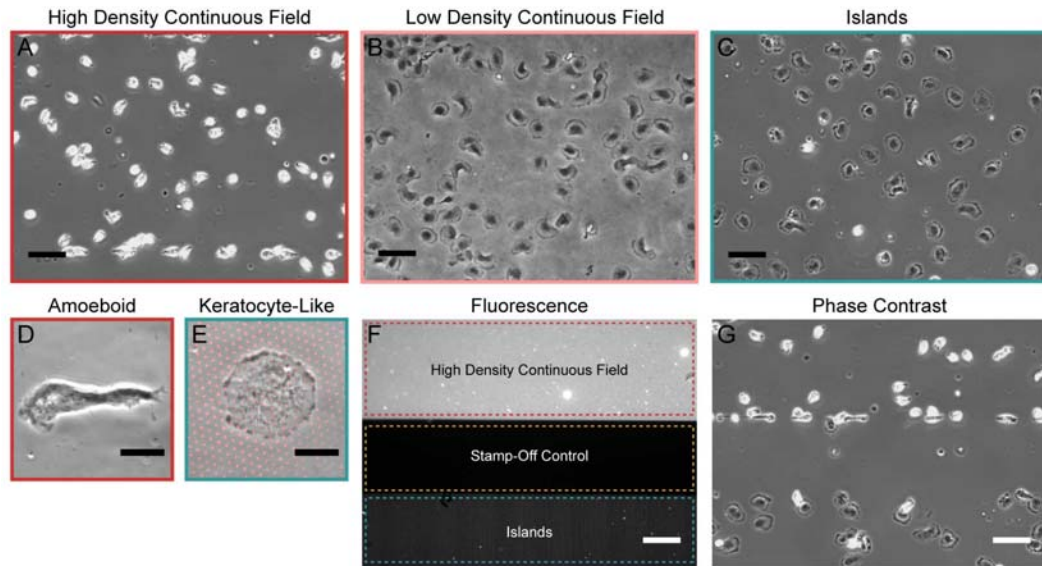 High Density Continuous Field
Low Density Continuous Field
Islands
A
B
C
Amoeboid
Keratocyte-Like
Fluorescence
Phase Contrast
D
E
F
G
High Density Continuous Field
Stamp-Off Control
Islands